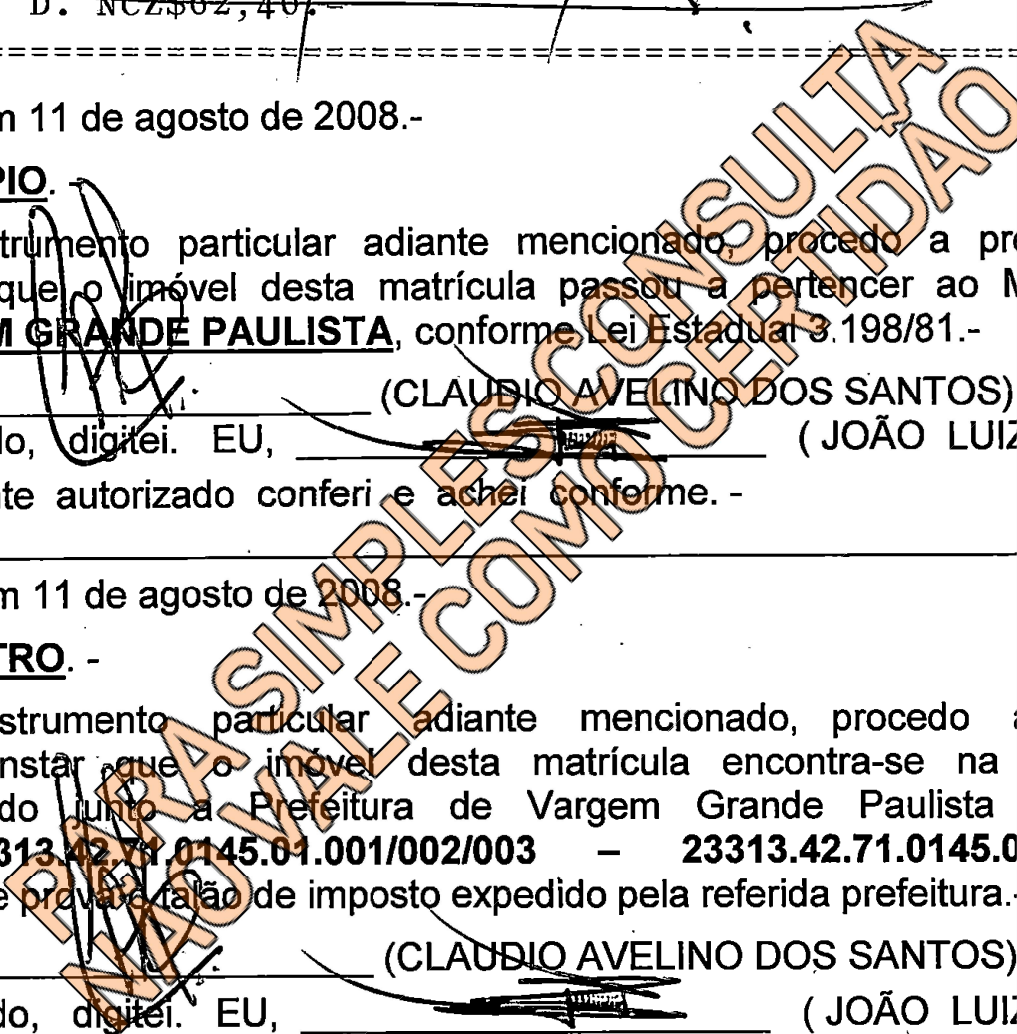 D. NCZ$62,40.-
m 11 de agosto de 2008.-
PIO. -
trumento particular adiante mencionado, procedo a pre
que o imóvel desta matrícula passou a pertencer ao M
M GRANDE PAULISTA, conforme Lei Estadual 3.198/81.-
(CLAUDIO AVELINO DOS SANTOS)
do, digitei. EU, (JOÃO LUIZ
nte autorizado conferi e achei conforme. -
m 11 de agosto de 2008.-
TRO. -
strumento particular adiante mencionado, procedo a
nstar que o imóvel desta matrícula encontra-se na
do junto a Prefeitura de Vargem Grande Paulista
313.42.71.0145.01.001/002/003 – 23313.42.71.0145.0
e prova o talão de imposto expedido pela referida prefeitura.-
(CLAUDIO AVELINO DOS SANTOS)
do, digitei. EU, (JOÃO LUIZ
PARA SIMPLES CONSULTA
NÃO VALE COMO CERTIDÃO